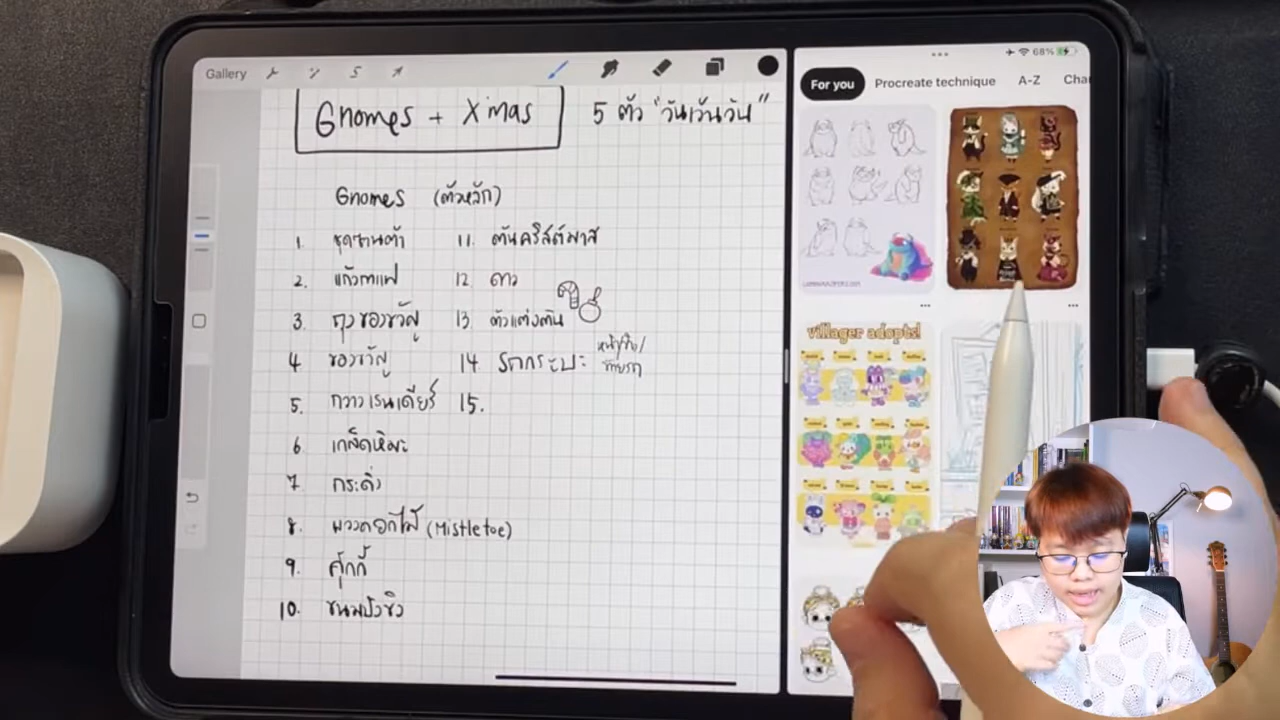 68%
Gallery
For you Procreate technique A-Z Cha
Gnomes + X'mas 5 ตัว "วันเว้นวัน"
Gnomes (ตัวหลัก)
1. ชุดซานต้า
2. แก้วกาแฟ
3. ถุงของขวัญ
4 ของขวัญ
5. กวางเรนเดียร์
6 เกล็ดหิมะ
7. กระดิ่ง
8. พวงดอกไม้ (Mistletoe)
9. คุ้กกี้
10. ขนมปังขิง
11. ต้นคริสต์มาส
12. ดาว
13. ตัวแต่งต้น
14. รถกระบะ
15.
villager adopts!